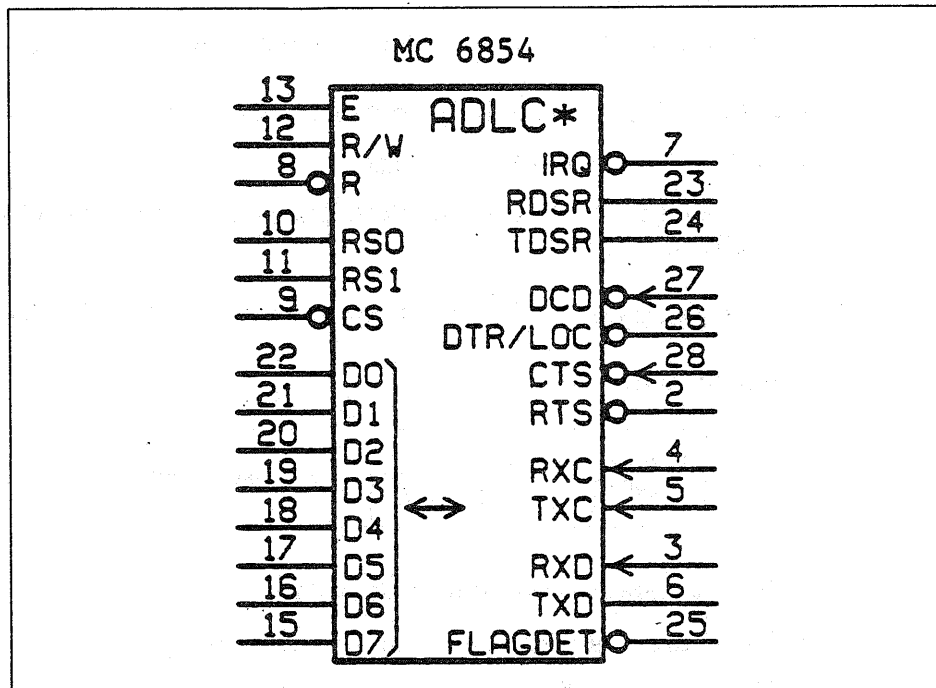 MC 6854
ADLC*
13 E
12 R/W
8 R
10 RS0
11 RS1
9 CS
22 D0
21 D1
20 D2
19 D3
18 D4
17 D5
16 D6
15 D7
IRQ 7
RDSR 23
TDSR 24
DCD 27
DTR/LOC 26
CTS 28
RTS 2
RXC 4
TXC 5
RXD 3
TXD 6
FLAGDET 25